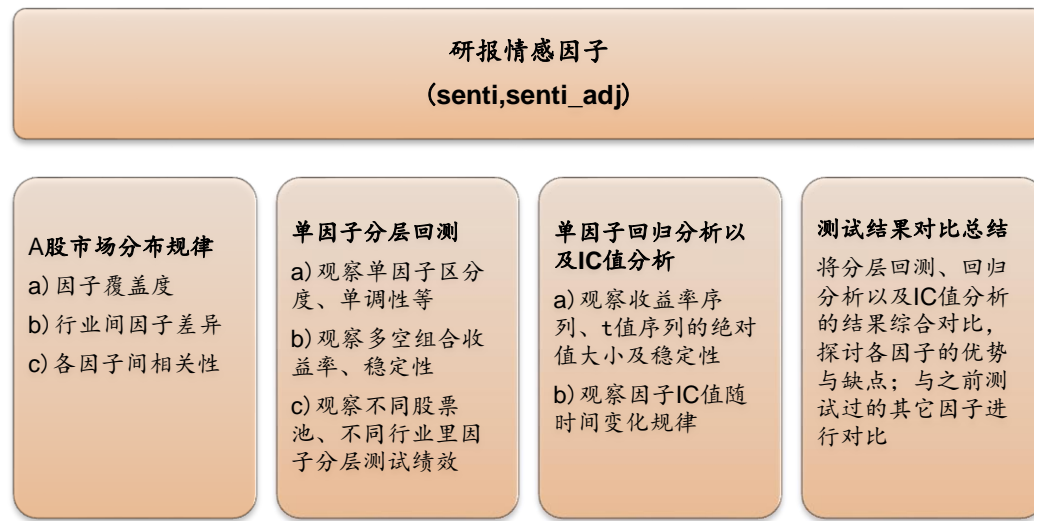 研报情感因子
(senti,senti_adj)
A股市场分布规律
a)因子覆盖度
b)行业间因子差异
c)各因子间相关性
单因子分层回测
a)观察单因子区分
度、单调性等
b)观察多空组合收
益率、稳定性
c)观察不同股票
池、不同行业里因
子分层测试绩效
单因子回归分析以
及IC值分析
a)观察收益率序
列、t值序列的绝对
值大小及稳定性
b)观察因子IC值随
时间变化规律
测试结果对比总结
将分层回测、回归
分析以及IC值分析
的结果综合对比，
探讨各因子的优势
与缺点；与之前测
试过的其它因子进
行对比